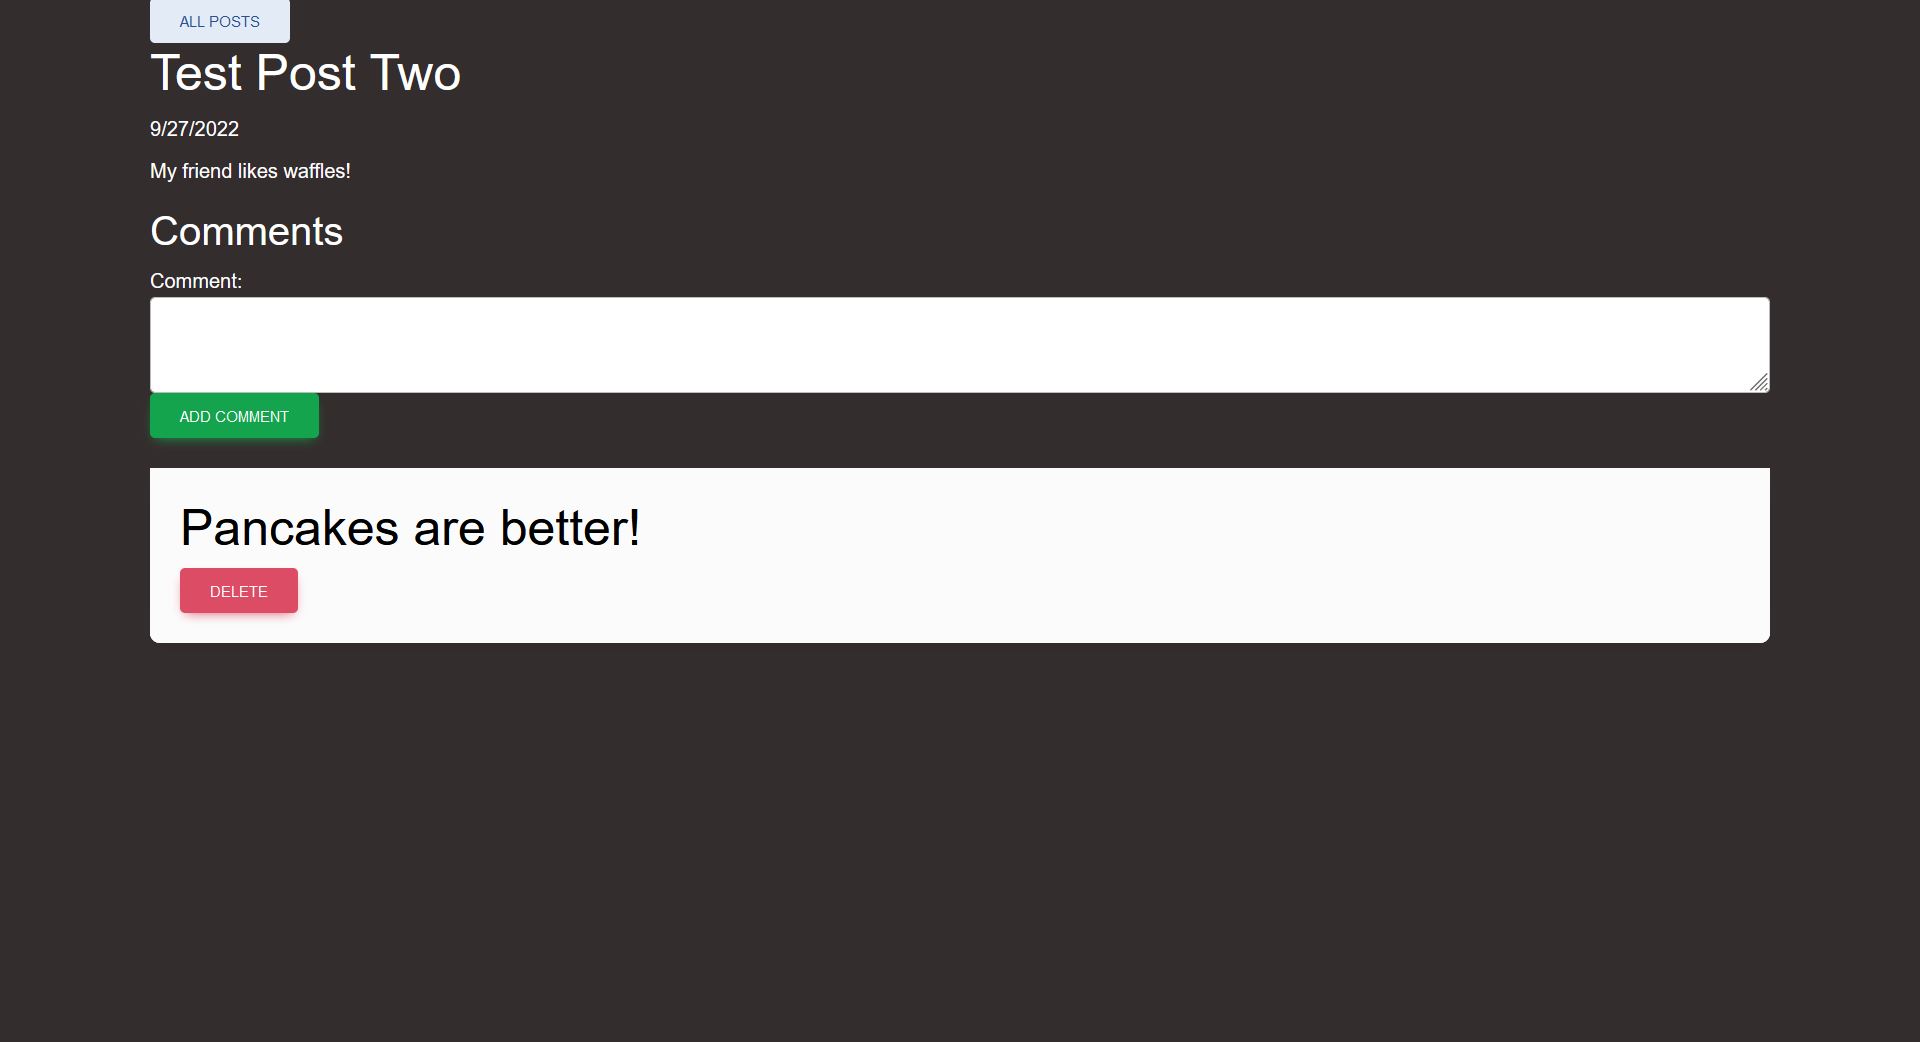 ALL POSTS
Test Post Two
9/27/2022
My friend likes waffles!
Comments
Comment:
ADD COMMENT
Pancakes are better!
DELETE